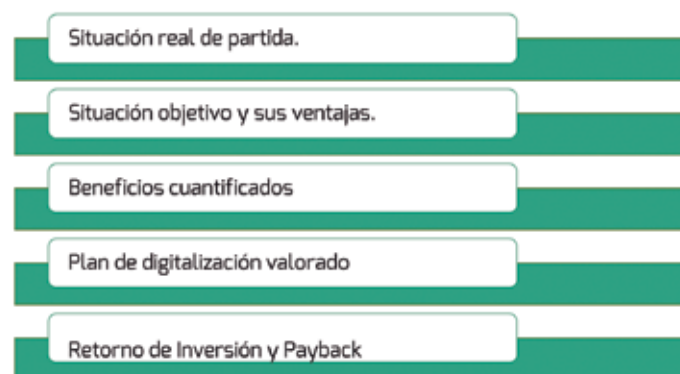 Situación real de partida.
Situación objetivo y sus ventajas.
Beneficios cuantificados
Plan de digitalización valorado
Retorno de Inversión y Payback